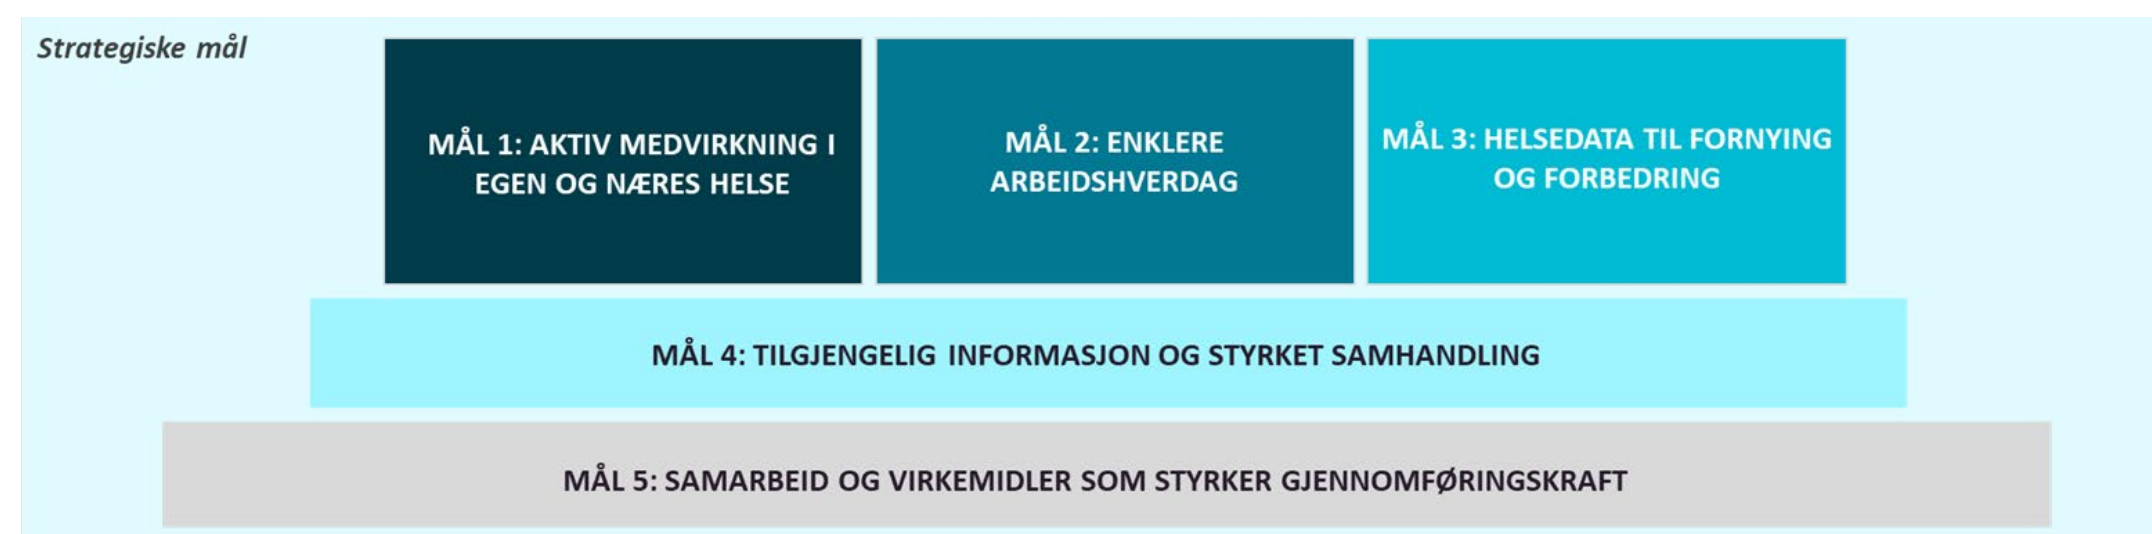 Strategiske mål
MÅL 1: AKTIV MEDVIRKNING I
EGEN OG NÆRES HELSE
MÅL 2: ENKLERE
ARBEIDSHVERDAG
MÅL 3: HELSEDATA TIL FORNYING
OG FORBEDRING
MÅL 4: TILGJENGELIG INFORMASJON OG STYRKET SAMHANDLING
MÅL 5: SAMARBEID OG VIRKEMIDLER SOM STYRKER GJENNOMFØRINGSKRAFT